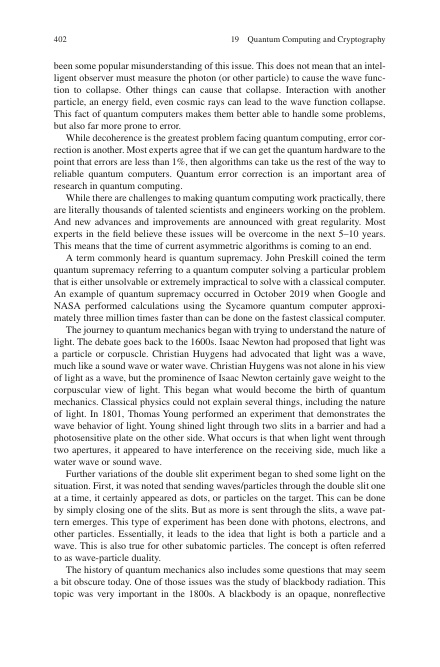 402 19 Quantum Computing and Cryptography
been some popular misunderstanding of this issue. This does not mean that an intel-
ligent observer must measure the photon (or other particle) to cause the wave func-
tion to collapse. Other things can cause that collapse. Interaction with another
particle, an energy field, even cosmic rays can lead to the wave function collapse.
This fact of quantum computers makes them better able to handle some problems,
but also far more prone to error.
While decoherence is the greatest problem facing quantum computing, error cor-
rection is another. Most experts agree that if we can get the quantum hardware to the
point that errors are less than 1%, then algorithms can take us the rest of the way to
reliable quantum computers. Quantum error correction is an important area of
research in quantum computing.
While there are challenges to making quantum computing work practically, there
are literally thousands of talented scientists and engineers working on the problem.
And new advances and improvements are announced with great regularity. Most
experts in the field believe these issues will be overcome in the next 5–10 years.
This means that the time of current asymmetric algorithms is coming to an end.
A term commonly heard is quantum supremacy. John Preskill coined the term
quantum supremacy referring to a quantum computer solving a particular problem
that is either unsolvable or extremely impractical to solve with a classical computer.
An example of quantum supremacy occurred in October 2019 when Google and
NASA performed calculations using the Sycamore quantum computer approxi-
mately three million times faster than can be done on the fastest classical computer.
The journey to quantum mechanics began with trying to understand the nature of
light. The debate goes back to the 1600s. Isaac Newton had proposed that light was
a particle or corpuscle. Christian Huygens had advocated that light was a wave,
much like a sound wave or water wave. Christian Huygens was not alone in his view
of light as a wave, but the prominence of Isaac Newton certainly gave weight to the
corpuscular view of light. This began what would become the birth of quantum
mechanics. Classical physics could not explain several things, including the nature
of light. In 1801, Thomas Young performed an experiment that demonstrates the
wave behavior of light. Young shined light through two slits in a barrier and had a
photosensitive plate on the other side. What occurs is that when light went through
two apertures, it appeared to have interference on the receiving side, much like a
water wave or sound wave.
Further variations of the double slit experiment began to shed some light on the
situation. First, it was noted that sending waves/particles through the double slit one
at a time, it certainly appeared as dots, or particles on the target. This can be done
by simply closing one of the slits. But as more is sent through the slits, a wave pat-
tern emerges. This type of experiment has been done with photons, electrons, and
other particles. Essentially, it leads to the idea that light is both a particle and a
wave. This is also true for other subatomic particles. The concept is often referred
to as wave-particle duality.
The history of quantum mechanics also includes some questions that may seem
a bit obscure today. One of those issues was the study of blackbody radiation. This
topic was very important in the 1800s. A blackbody is an opaque, nonreflective